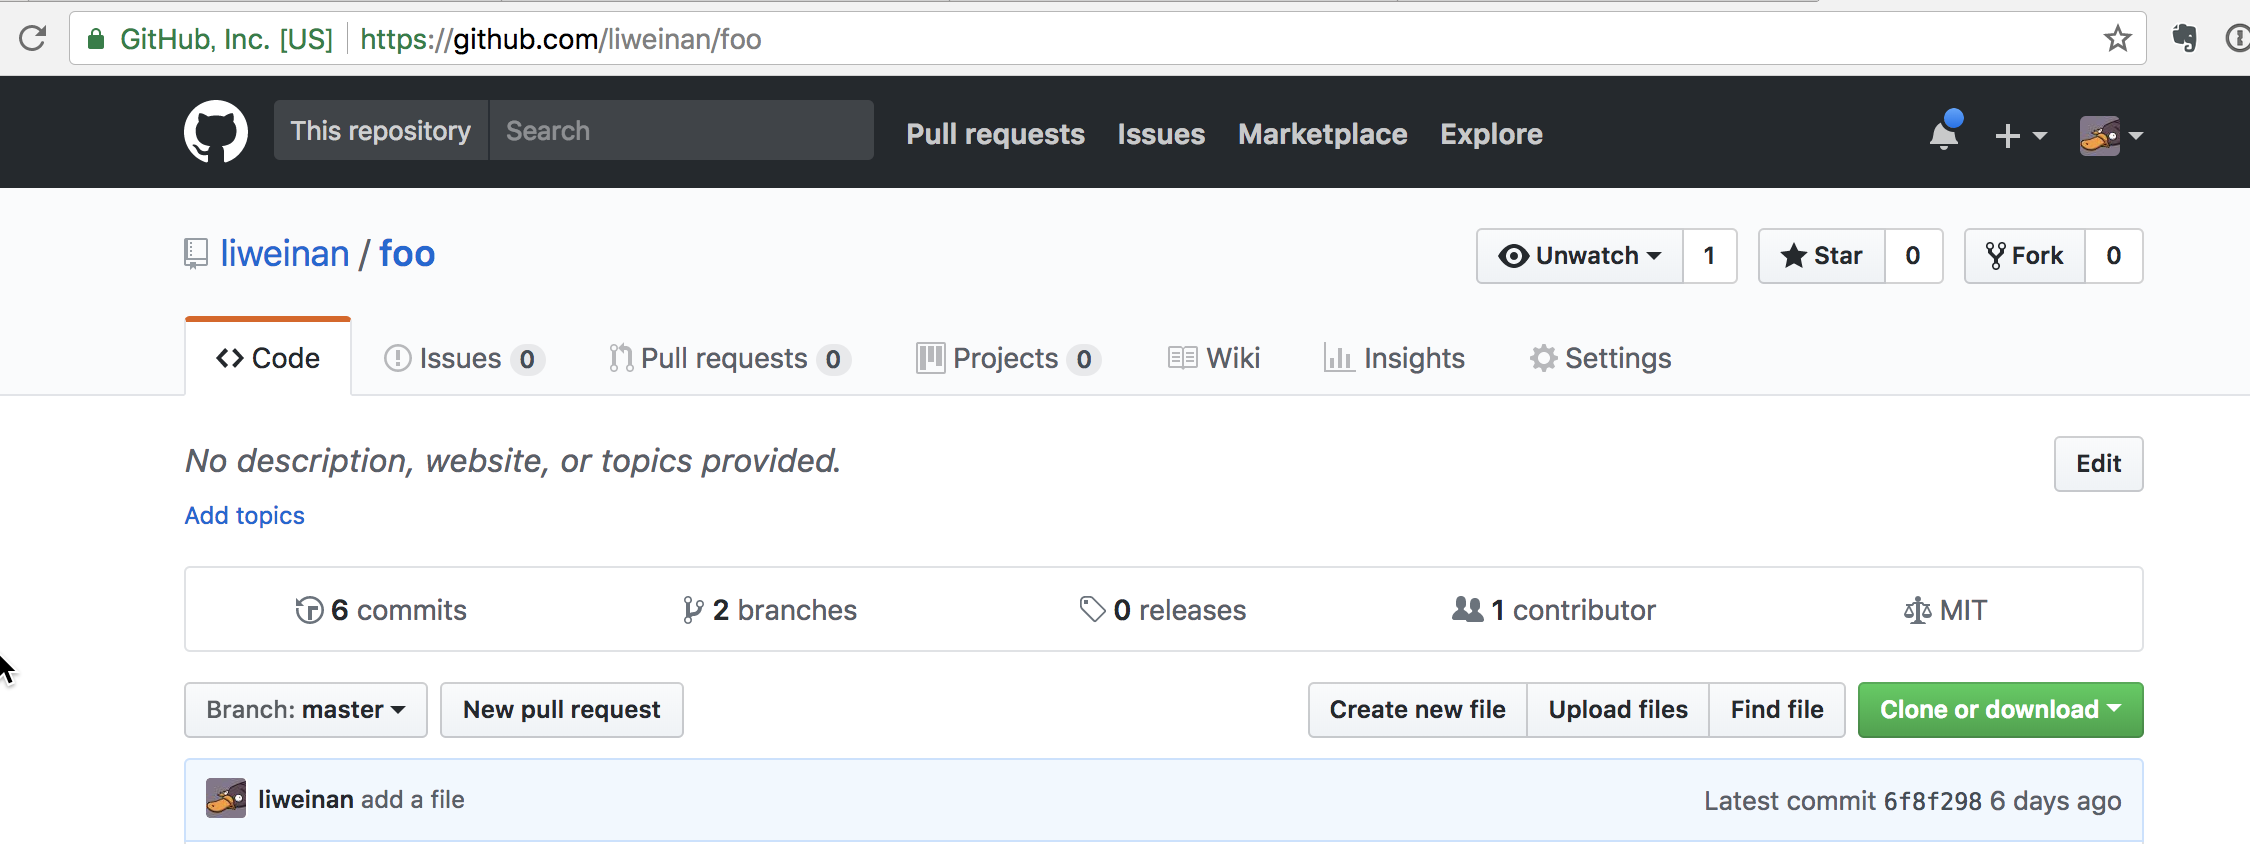 GitHub, Inc. [US] https://github.com/liweinan/foo
This repository Search Pull requests Issues Marketplace Explore
liweinan / foo Unwatch 1 Star 0 Fork 0
Code Issues 0 Pull requests 0 Projects 0 Wiki Insights Settings
No description, website, or topics provided. Edit
Add topics
6 commits 2 branches 0 releases 1 contributor MIT
Branch: master New pull request Create new file Upload files Find file Clone or download
liweinan add a file Latest commit 6f8f298 6 days ago